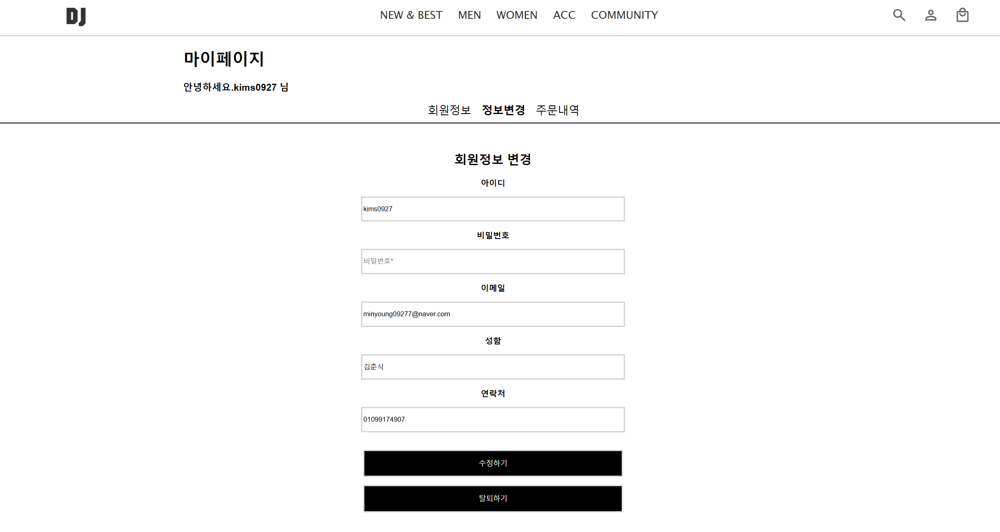 DJ
NEW & BEST MEN WOMEN ACC COMMUNITY
마이페이지
안녕하세요.kims0927 님
회원정보 정보변경 주문내역
회원정보 변경
아이디
kims0927
비밀번호
비밀번호*
이메일
minyoung09277@naver.com
성함
김춘식
연락처
01099174907
수정하기
탈퇴하기